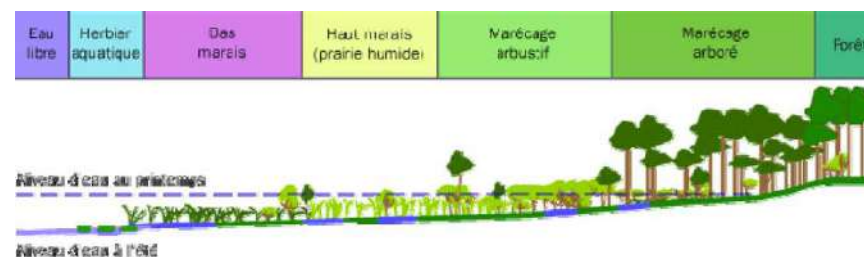 Eau
libre
Herbier
aquatique
Bas
marais
Haut marais
(prairie humide)
Marécage
arbustif
Marécage
arboré
Forêt
Niveau d'eau au printemps
Niveau d'eau à l'été